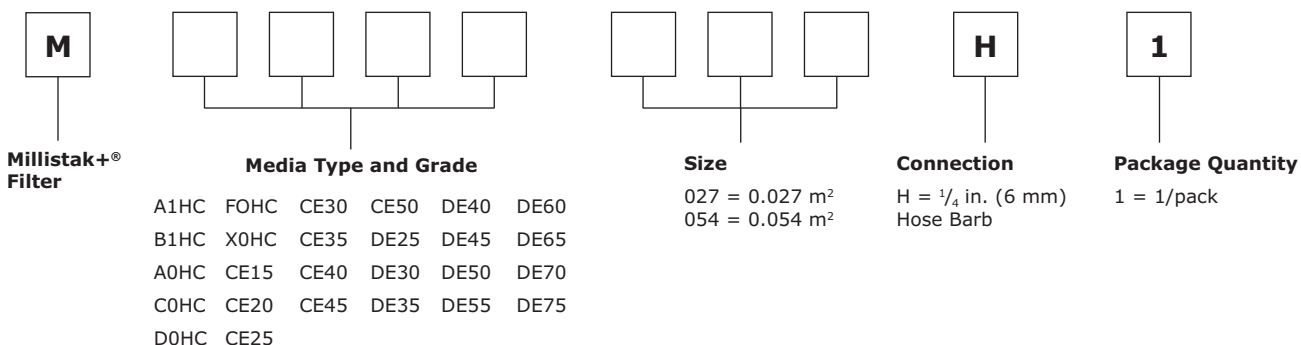 M H 1
Millistak+®
Filter
Media Type and Grade
A1HC FOHC CE30 CE50 DE40 DE60
B1HC X0HC CE35 DE25 DE45 DE65
A0HC CE15 CE40 DE30 DE50 DE70
C0HC CE20 CE45 DE35 DE55 DE75
D0HC CE25
Size
027 = 0.027 m²
054 = 0.054 m²
Connection
H = ¹/₄ in. (6 mm)
Hose Barb
Package Quantity
1 = 1/pack